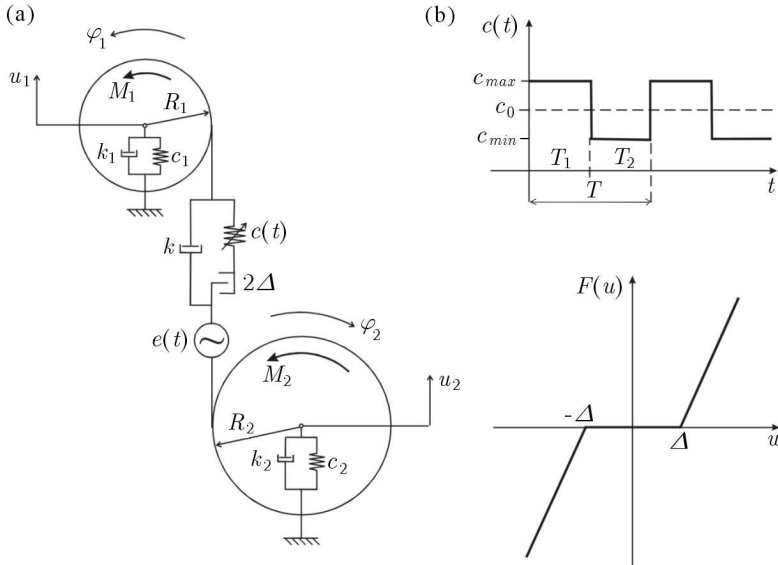 (a)
φ1
u1
M1
R1
k1
c1
k
c(t)
2Δ
e(t)
φ2
M2
u2
R2
k2
c2
(b)
c(t)
cmax
c0
cmin
T1
T2
T
t
F(u)
-Δ
Δ
u